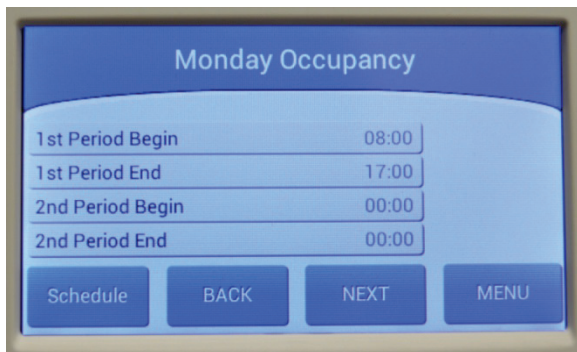 Monday Occupancy
1st Period Begin 08:00
1st Period End 17:00
2nd Period Begin 00:00
2nd Period End 00:00
Schedule BACK NEXT MENU